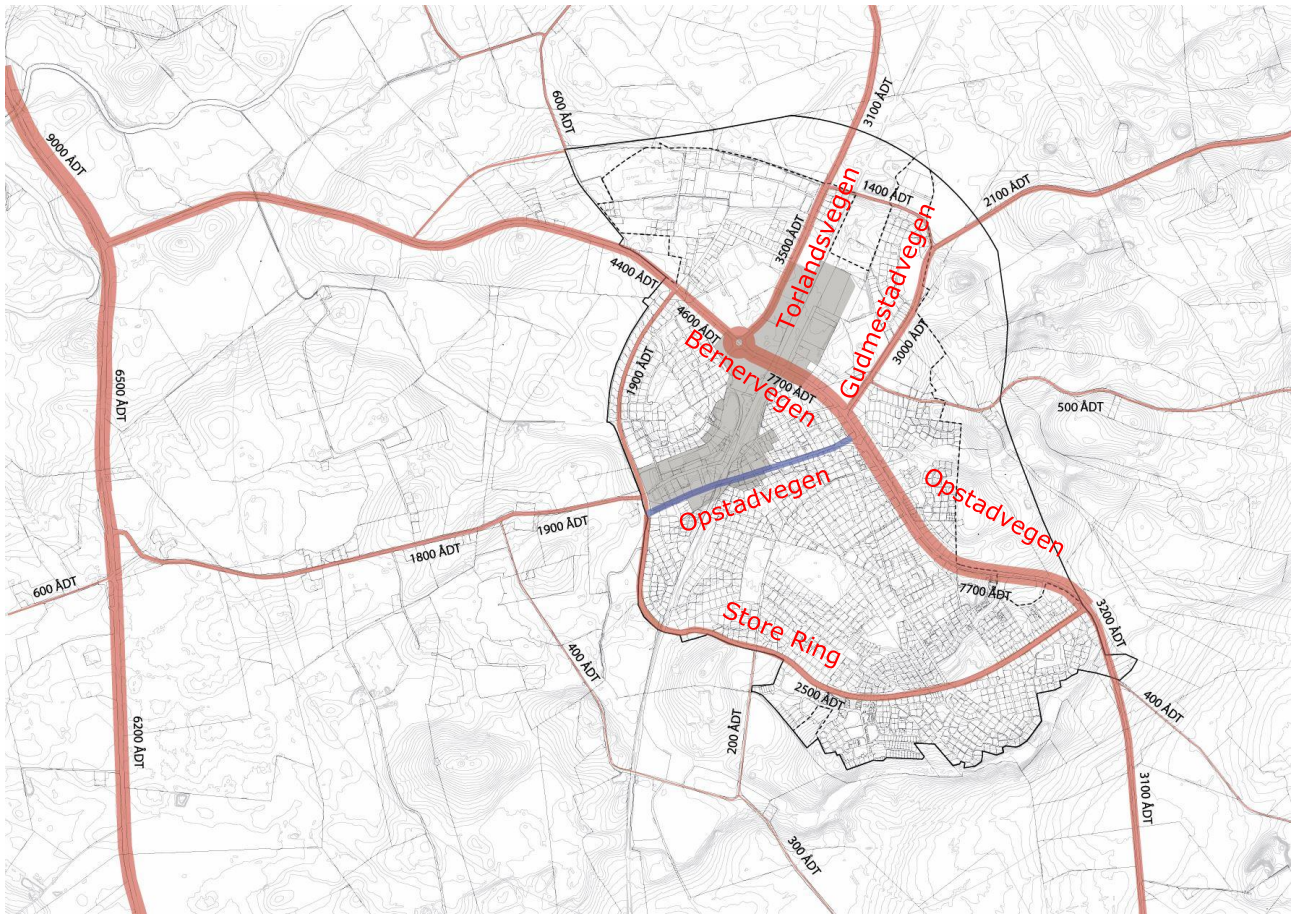 9000 ÅDT
600 ÅDT
3100 ÅDT
1400 ÅDT
2100 ÅDT
3500 ÅDT
Torlandsvegen
Gudmestadvegen
4400 ÅDT
4600 ÅDT
Bernervegen
7700 ÅDT
3000 ÅDT
1900 ÅDT
6500 ÅDT
500 ÅDT
Opstadvegen
Opstadvegen
1900 ÅDT
1800 ÅDT
600 ÅDT
7700 ÅDT
3200 ÅDT
Store Ring
400 ÅDT
2500 ÅDT
400 ÅDT
200 ÅDT
6200 ÅDT
3100 ÅDT
300 ÅDT